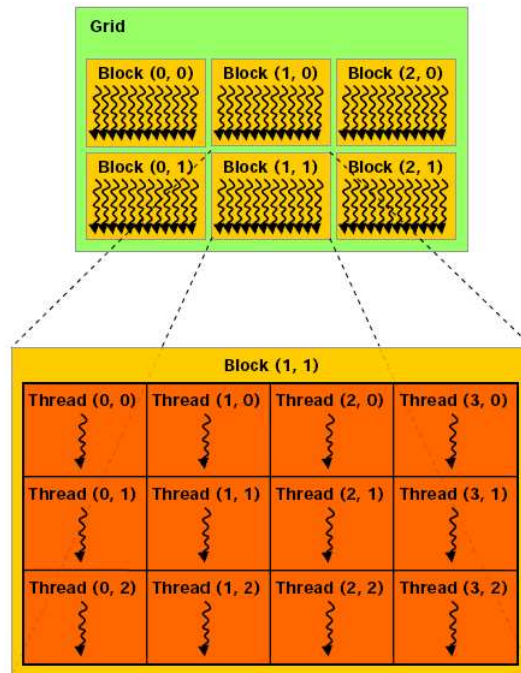 Grid
Block (0, 0) Block (1, 0) Block (2, 0)
Block (0, 1) Block (1, 1) Block (2, 1)
Block (1, 1)
Thread (0, 0) Thread (1, 0) Thread (2, 0) Thread (3, 0)
Thread (0, 1) Thread (1, 1) Thread (2, 1) Thread (3, 1)
Thread (0, 2) Thread (1, 2) Thread (2, 2) Thread (3, 2)